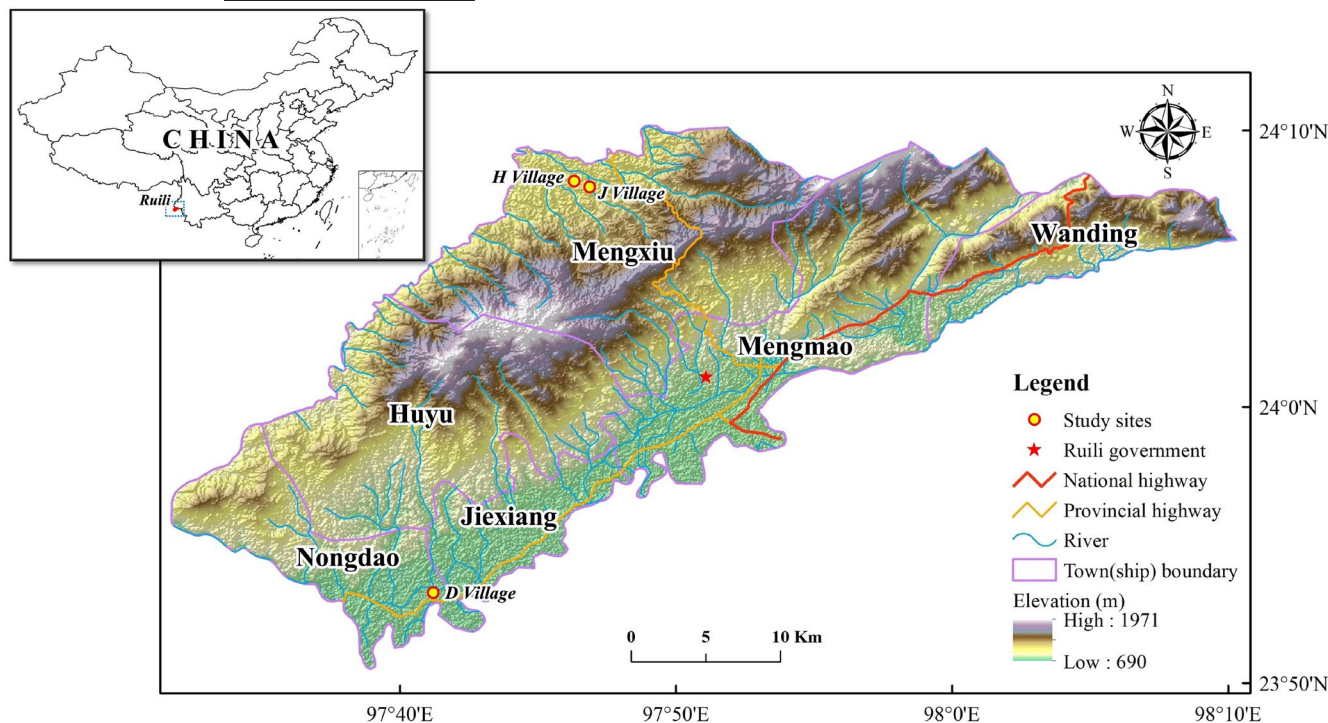 CHINA
Ruili
N
W
E
S
24°10'N
H Village
J Village
Mengxiu
Wanding
Mengmao
Huyu
24°0'N
Jiexiang
Nongdao
D Village
Legend
Study sites
Ruili government
National highway
Provincial highway
River
Town(ship) boundary
Elevation (m)
High : 1971
Low : 690
0 5 10 Km
23°50'N
97°40'E 97°50'E 98°0'E 98°10'E